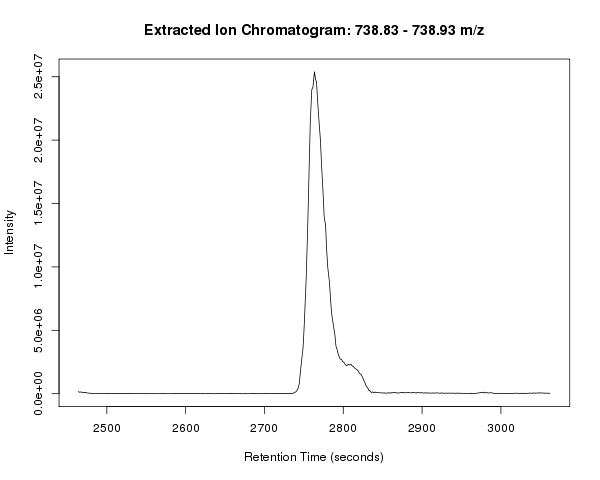 Extracted Ion Chromatogram: 738.83 - 738.93 m/z
Intensity
2.5e+07
2.0e+07
1.5e+07
1.0e+07
5.0e+06
0.0e+00
2500 2600 2700 2800 2900 3000
Retention Time (seconds)